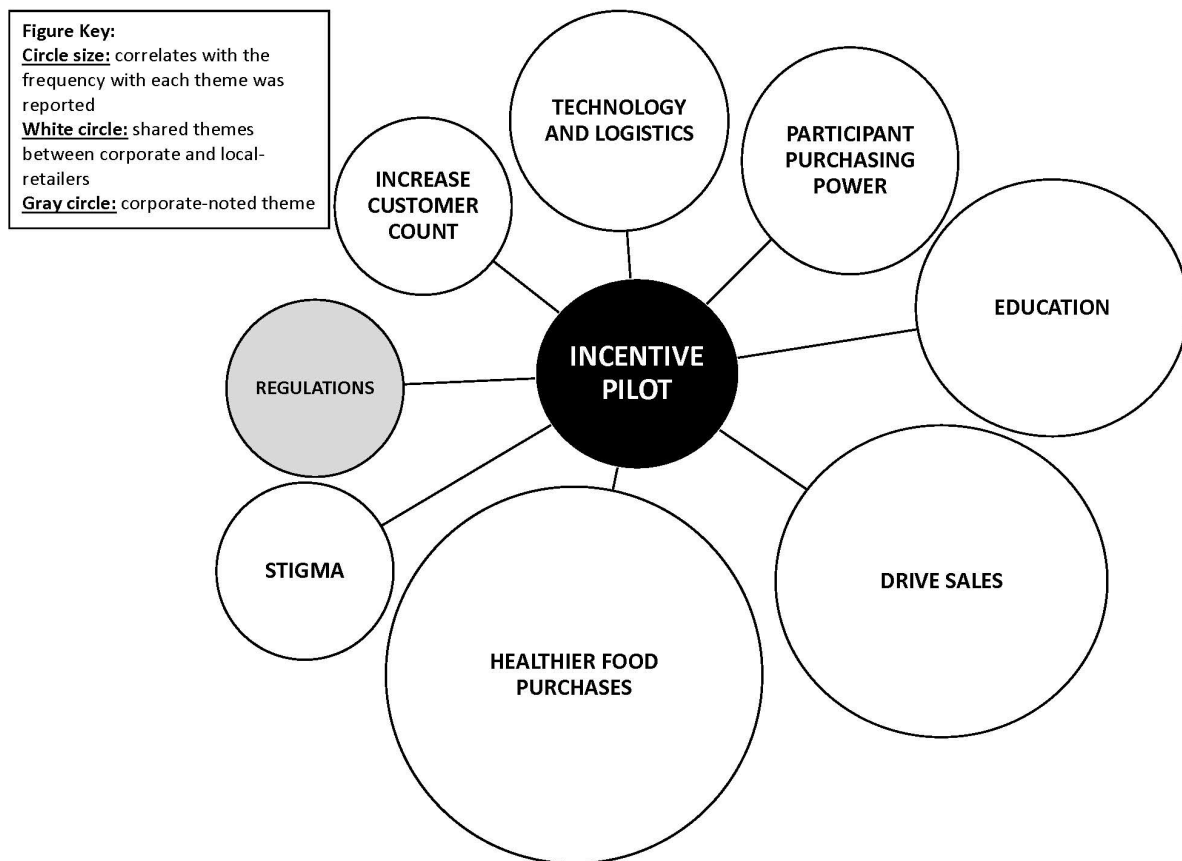 Figure Key:
Circle size: correlates with the
frequency with each theme was
reported
White circle: shared themes
between corporate and local-
retailers
Gray circle: corporate-noted theme
TECHNOLOGY
AND LOGISTICS
PARTICIPANT
PURCHASING
POWER
INCREASE
CUSTOMER
COUNT
EDUCATION
INCENTIVE
PILOT
REGULATIONS
STIGMA
DRIVE SALES
HEALTHIER FOOD
PURCHASES